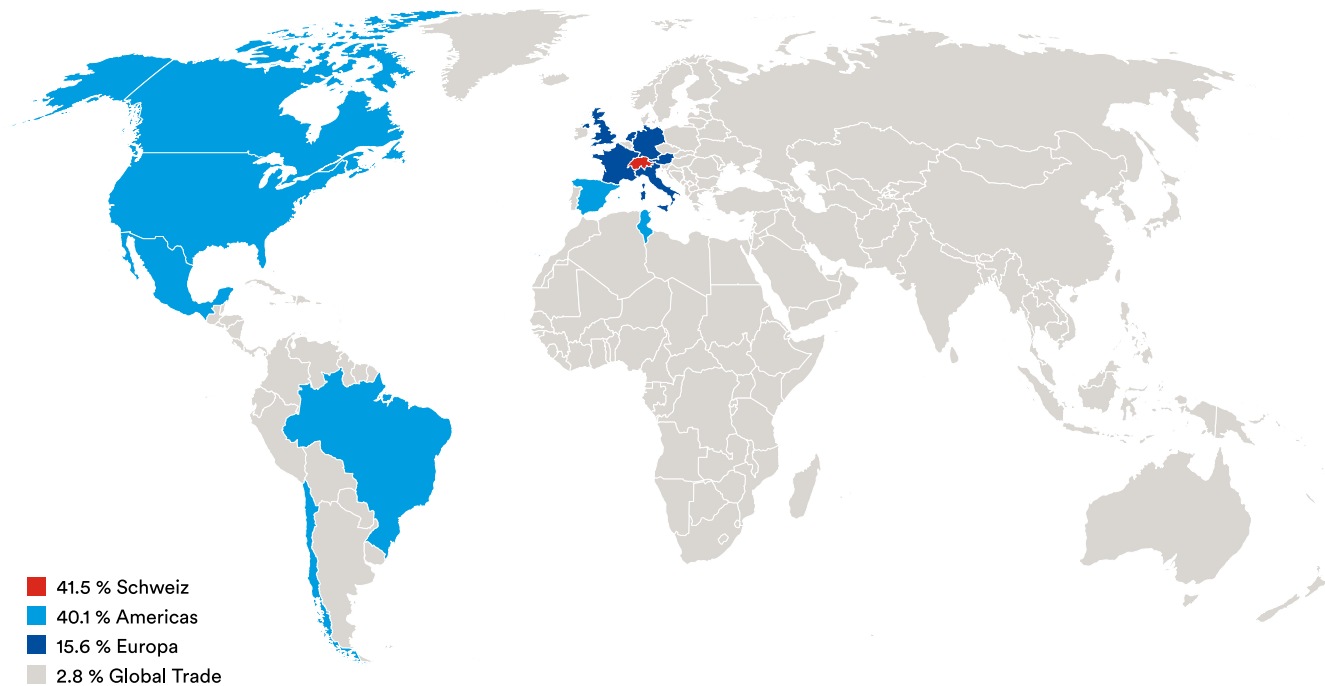 41.5 % Schweiz
40.1 % Americas
15.6 % Europa
2.8 % Global Trade